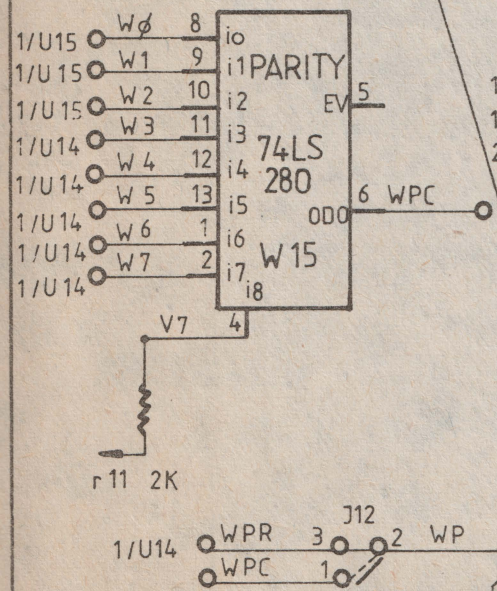 1/U15 WØ 8 i0
1/U15 W1 9 i1 PARITY
1/U15 W2 10 i2 EV 5
1/U14 W3 11 i3 74LS
1/U14 W4 12 i4 280
1/U14 W5 13 i5 ODD 6 WPC
1/U14 W6 1 i6 W15
1/U14 W7 2 i7
i8
V7 4
r11 2K
J12
1/U14 WPR 3 2 WP
WPC 1